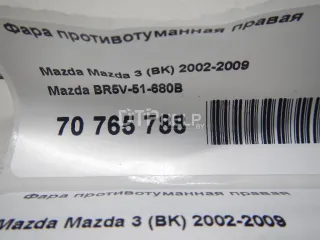 Фара противотуманная правая
Mazda Mazda 3 (BK) 2002-2009
Mazda BR5V-51-680B
70 765 788
Фара противотуманная правая
Mazda Mazda 3 (BK) 2002-2009